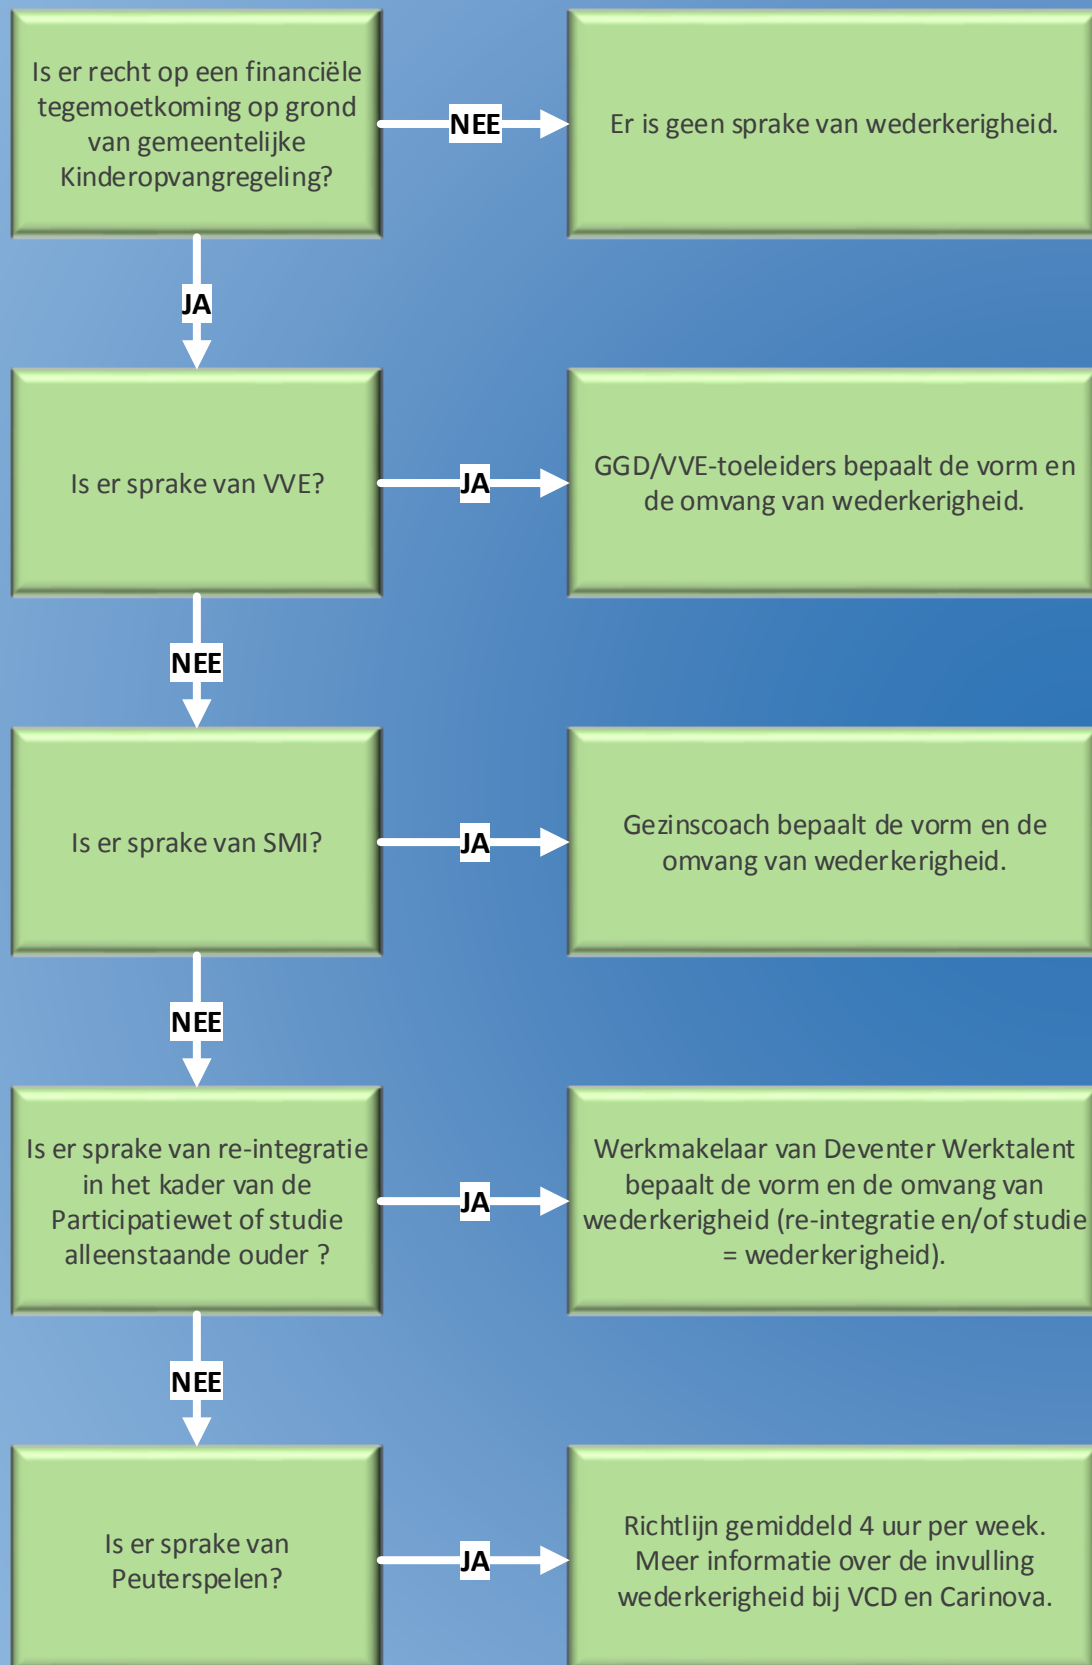 Is er recht op een financiële
tegemoetkoming op grond
van gemeentelijke
Kinderopvangregeling?
NEE
Er is geen sprake van wederkerigheid.
JA
Is er sprake van VVE?
JA
GGD/VVE-toeleiders bepaalt de vorm en
de omvang van wederkerigheid.
NEE
Is er sprake van SMI?
JA
Gezinscoach bepaalt de vorm en de
omvang van wederkerigheid.
NEE
Is er sprake van re-integratie
in het kader van de
Participatiewet of studie
alleenstaande ouder ?
JA
Werkmakelaar van Deventer Werktalent
bepaalt de vorm en de omvang van
wederkerigheid (re-integratie en/of studie
= wederkerigheid).
NEE
Is er sprake van
Peuterspelen?
JA
Richtlijn gemiddeld 4 uur per week.
Meer informatie over de invulling
wederkerigheid bij VCD en Carinova.